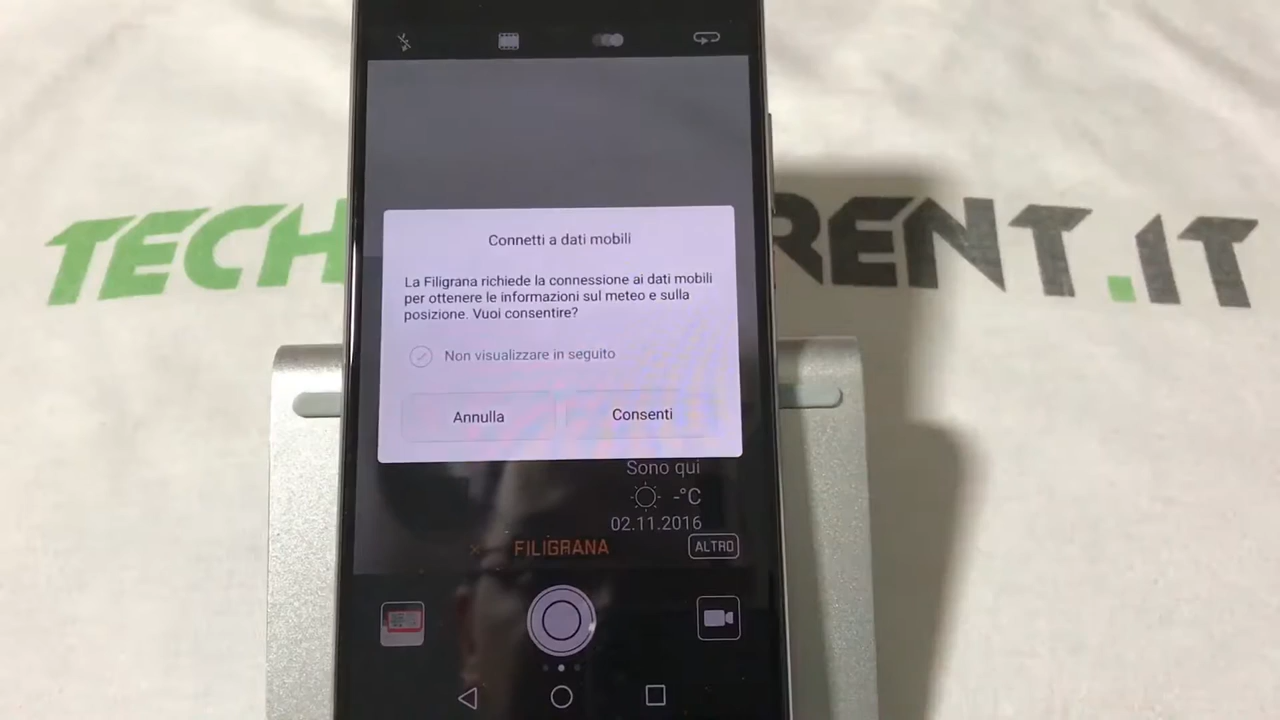 TECH
RENT.IT
Connetti a dati mobili
La Filigrana richiede la connessione ai dati mobili
per ottenere le informazioni sul meteo e sulla
posizione. Vuoi consentire?
Non visualizzare in seguito
Annulla
Consenti
Sono qui
-°C
02.11.2016
FILIGRANA
ALTRO